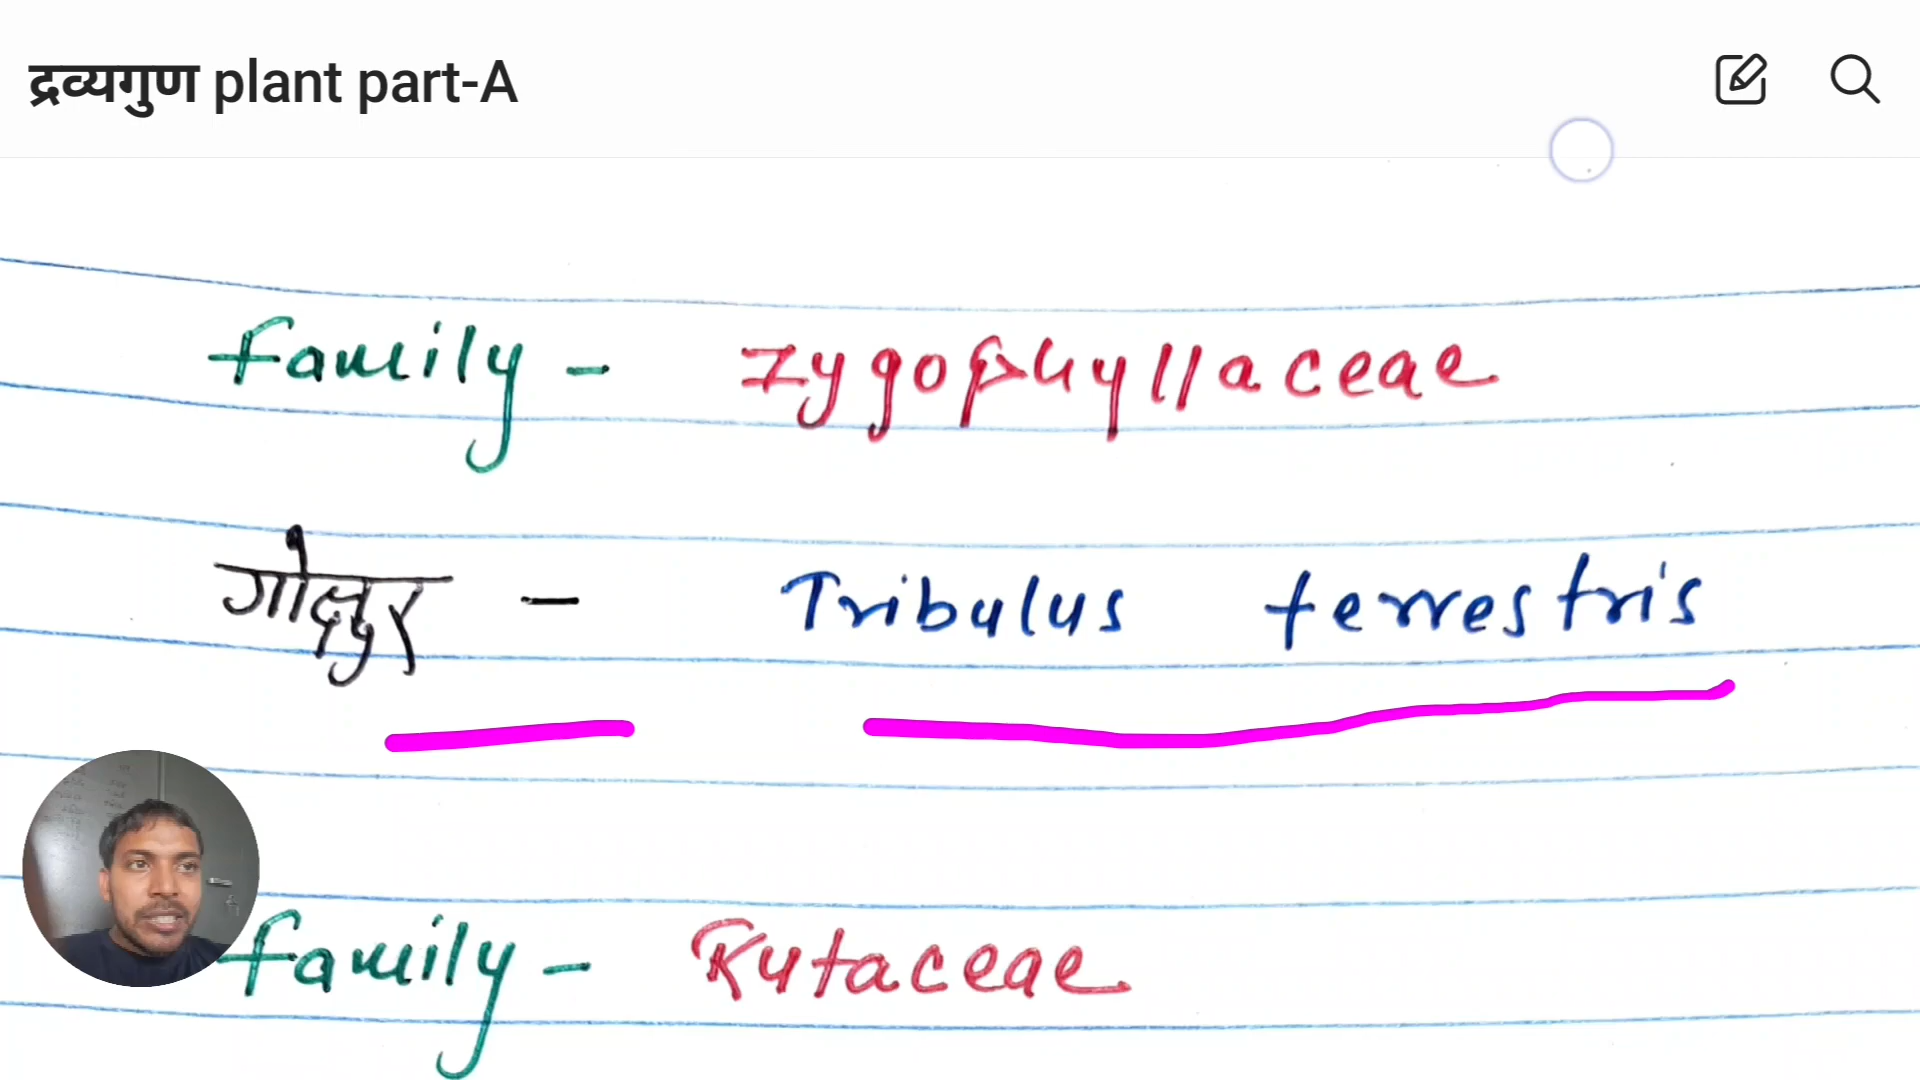 द्रव्यगुण plant part-A
family - Zygophyllaceae
गोक्षुर - Tribulus terrestris
family - Rutaceae